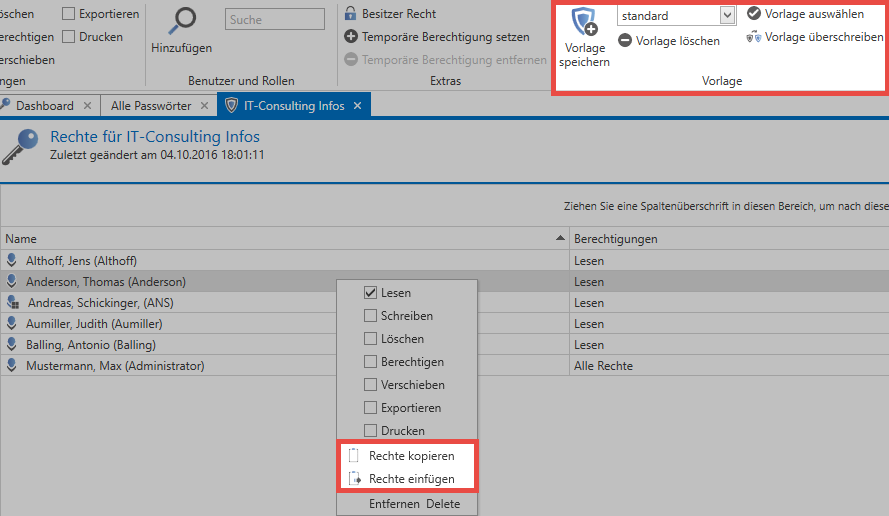 öschen
Exportieren
Suche
Besitzer Recht
standard
Vorlage auswählen
erechtigen
Drucken
Hinzufügen
Temporäre Berechtigung setzen
Vorlage
speichern
Vorlage löschen
Vorlage überschreiben
erschieben
Temporäre Berechtigung entfernen
ngen
Benutzer und Rollen
Extras
Vorlage
Dashboard
Alle Passwörter
IT-Consulting Infos
Rechte für IT-Consulting Infos
Zuletzt geändert am 04.10.2016 18:01:11
Ziehen Sie eine Spaltenüberschrift in diesen Bereich, um nach diese
Name
Berechtigungen
Althoff, Jens (Althoff)
Lesen
Anderson, Thomas (Anderson)
Lesen
Andreas, Schickinger, (ANS)
Lesen
Aumiller, Judith (Aumiller)
Lesen
Balling, Antonio (Balling)
Lesen
Mustermann, Max (Administrator)
Alle Rechte
Lesen
Schreiben
Löschen
Berechtigen
Verschieben
Exportieren
Drucken
Rechte kopieren
Rechte einfügen
Entfernen Delete